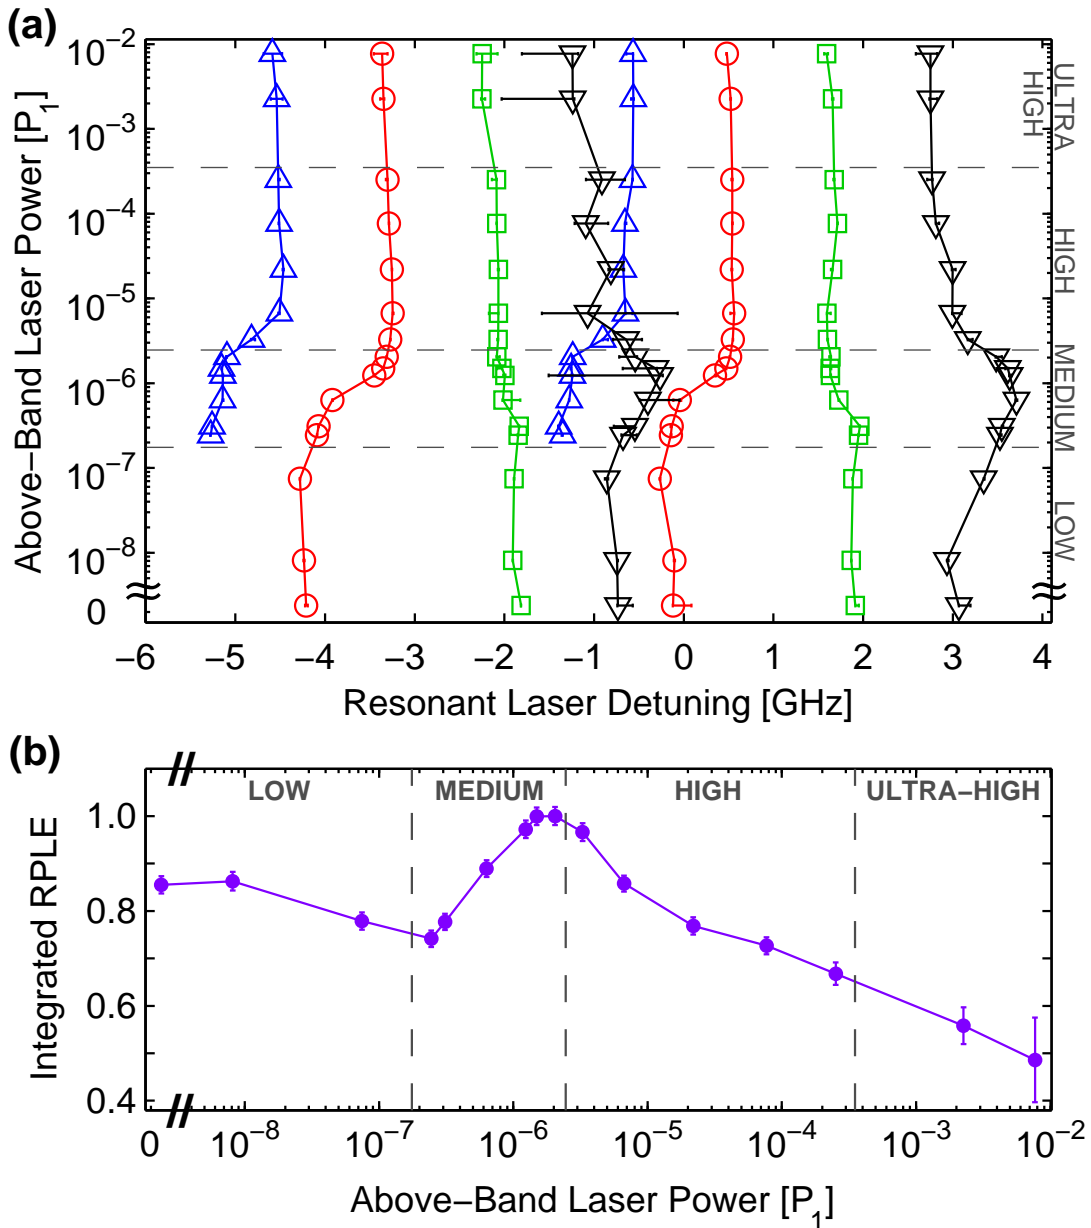 (a)
Above−Band Laser Power [P1]
10−2
10−3
10−4
10−5
10−6
10−7
10−8
0
ULTRA
HIGH
HIGH
MEDIUM
LOW
−6 −5 −4 −3 −2 −1 0 1 2 3 4
Resonant Laser Detuning [GHz]
(b)
LOW MEDIUM HIGH ULTRA−HIGH
Integrated RPLE
1.0
0.8
0.6
0.4
0 10−8 10−7 10−6 10−5 10−4 10−3 10−2
Above−Band Laser Power [P1]